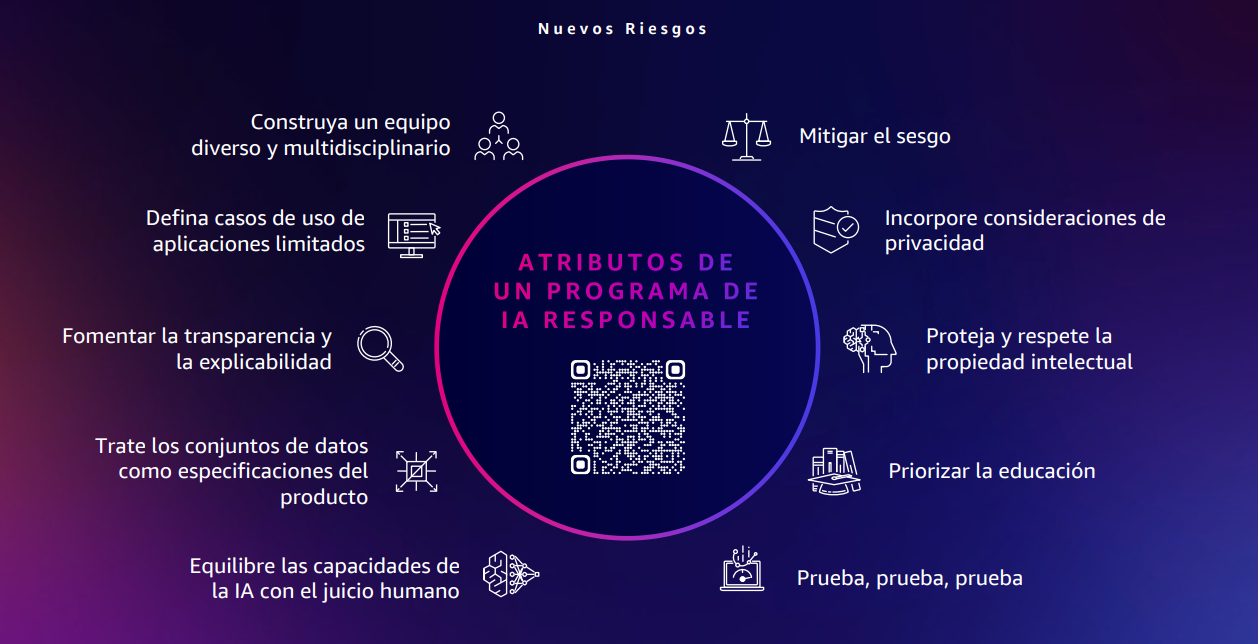 Nuevos Riesgos
Construya un equipo
diverso y multidisciplinario
Defina casos de uso de
aplicaciones limitados
Fomentar la transparencia y
la explicabilidad
Trate los conjuntos de datos
como especificaciones del
producto
Equilibre las capacidades de
la IA con el juicio humano
ATRIBUTOS DE
UN PROGRAMA DE
IA RESPONSABLE
Mitigar el sesgo
Incorpore consideraciones de
privacidad
Proteja y respete la
propiedad intelectual
Priorizar la educación
Prueba, prueba, prueba